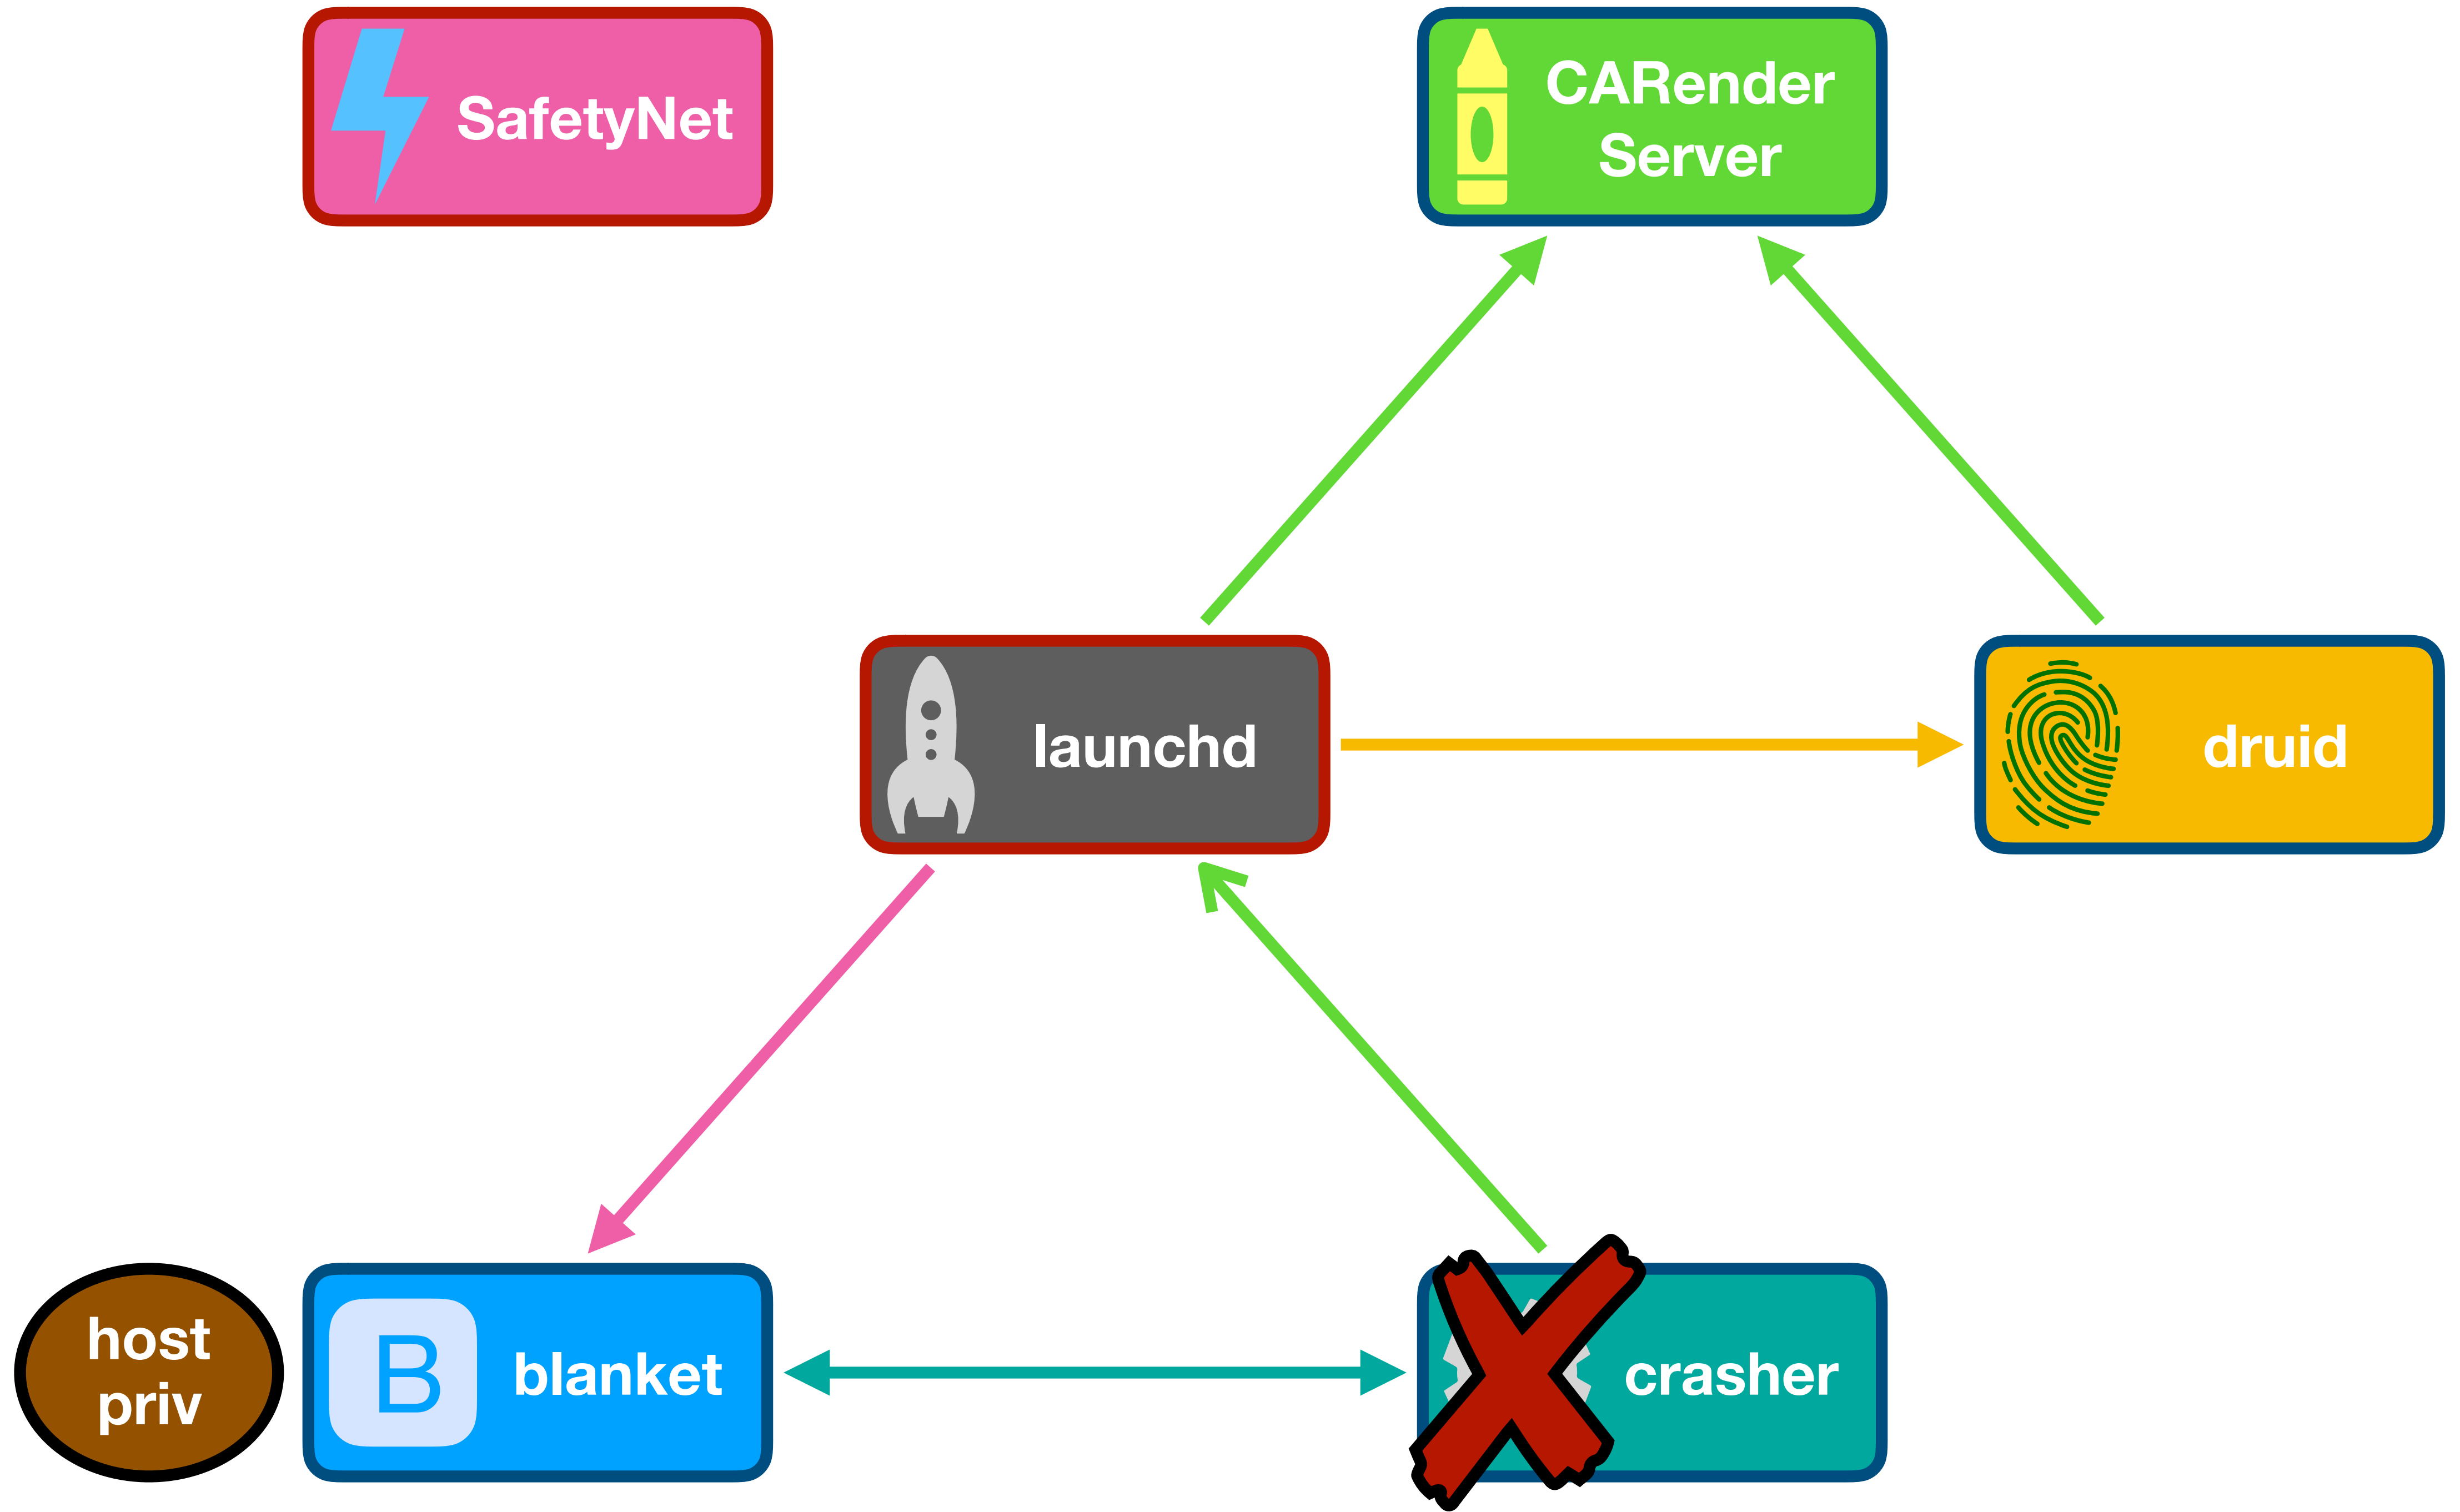 SafetyNet
CARender
Server
launchd
druid
host
priv
B
blanket
crasher